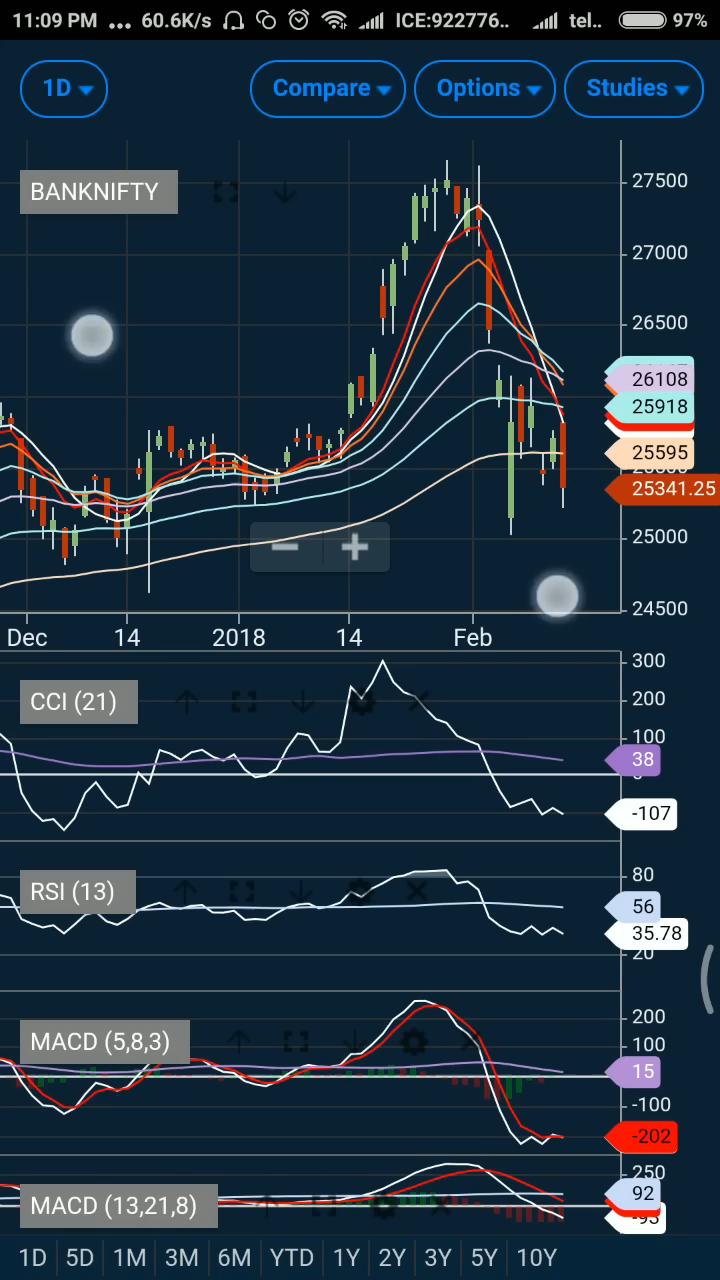 11:09 PM ... 60.6K/s ICE:922776.. tel.. 97%
1D Compare Options Studies
BANKNIFTY
27500
27000
26500
26108
25918
25595
25341.25
25000
24500
Dec 14 2018 14 Feb
300
CCI (21)
200
100
38
-107
80
RSI (13)
56
35.78
20
200
MACD (5,8,3)
100
15
-100
-202
250
MACD (13,21,8)
92
-93
1D 5D 1M 3M 6M YTD 1Y 2Y 3Y 5Y 10Y